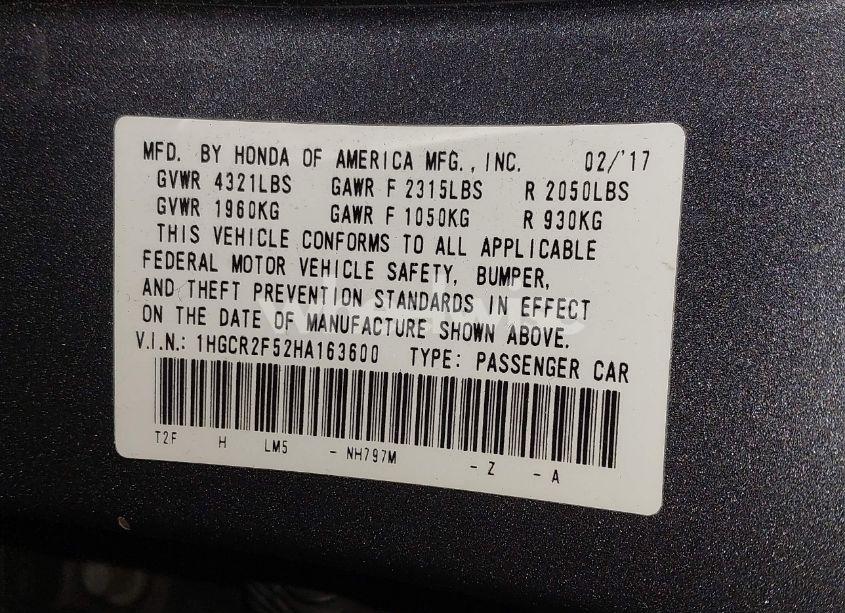 MFD. BY HONDA OF AMERICA MFG., INC. 02/'17
GVWR 4321LBS GAWR F 2315LBS R 2050LBS
GVWR 1960KG GAWR F 1050KG R 930KG
THIS VEHICLE CONFORMS TO ALL APPLICABLE
FEDERAL MOTOR VEHICLE SAFETY, BUMPER,
AND THEFT PREVENTION STANDARDS IN EFFECT
ON THE DATE OF MANUFACTURE SHOWN ABOVE.
V.I.N.: 1HGCR2F52HA163600 TYPE: PASSENGER CAR
T2F H LM5 - NH797M - Z - A